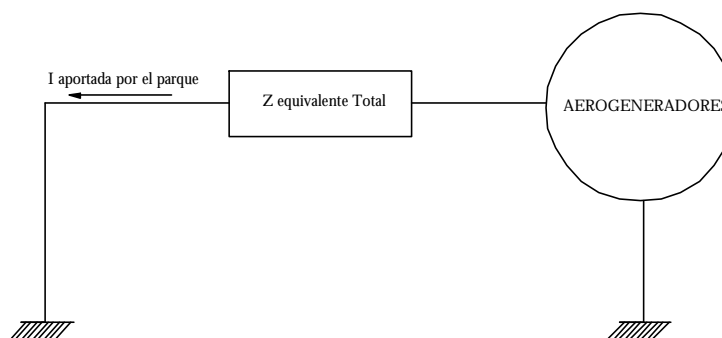 I aportada por el parque
Z equivalente Total
AEROGENERADORES